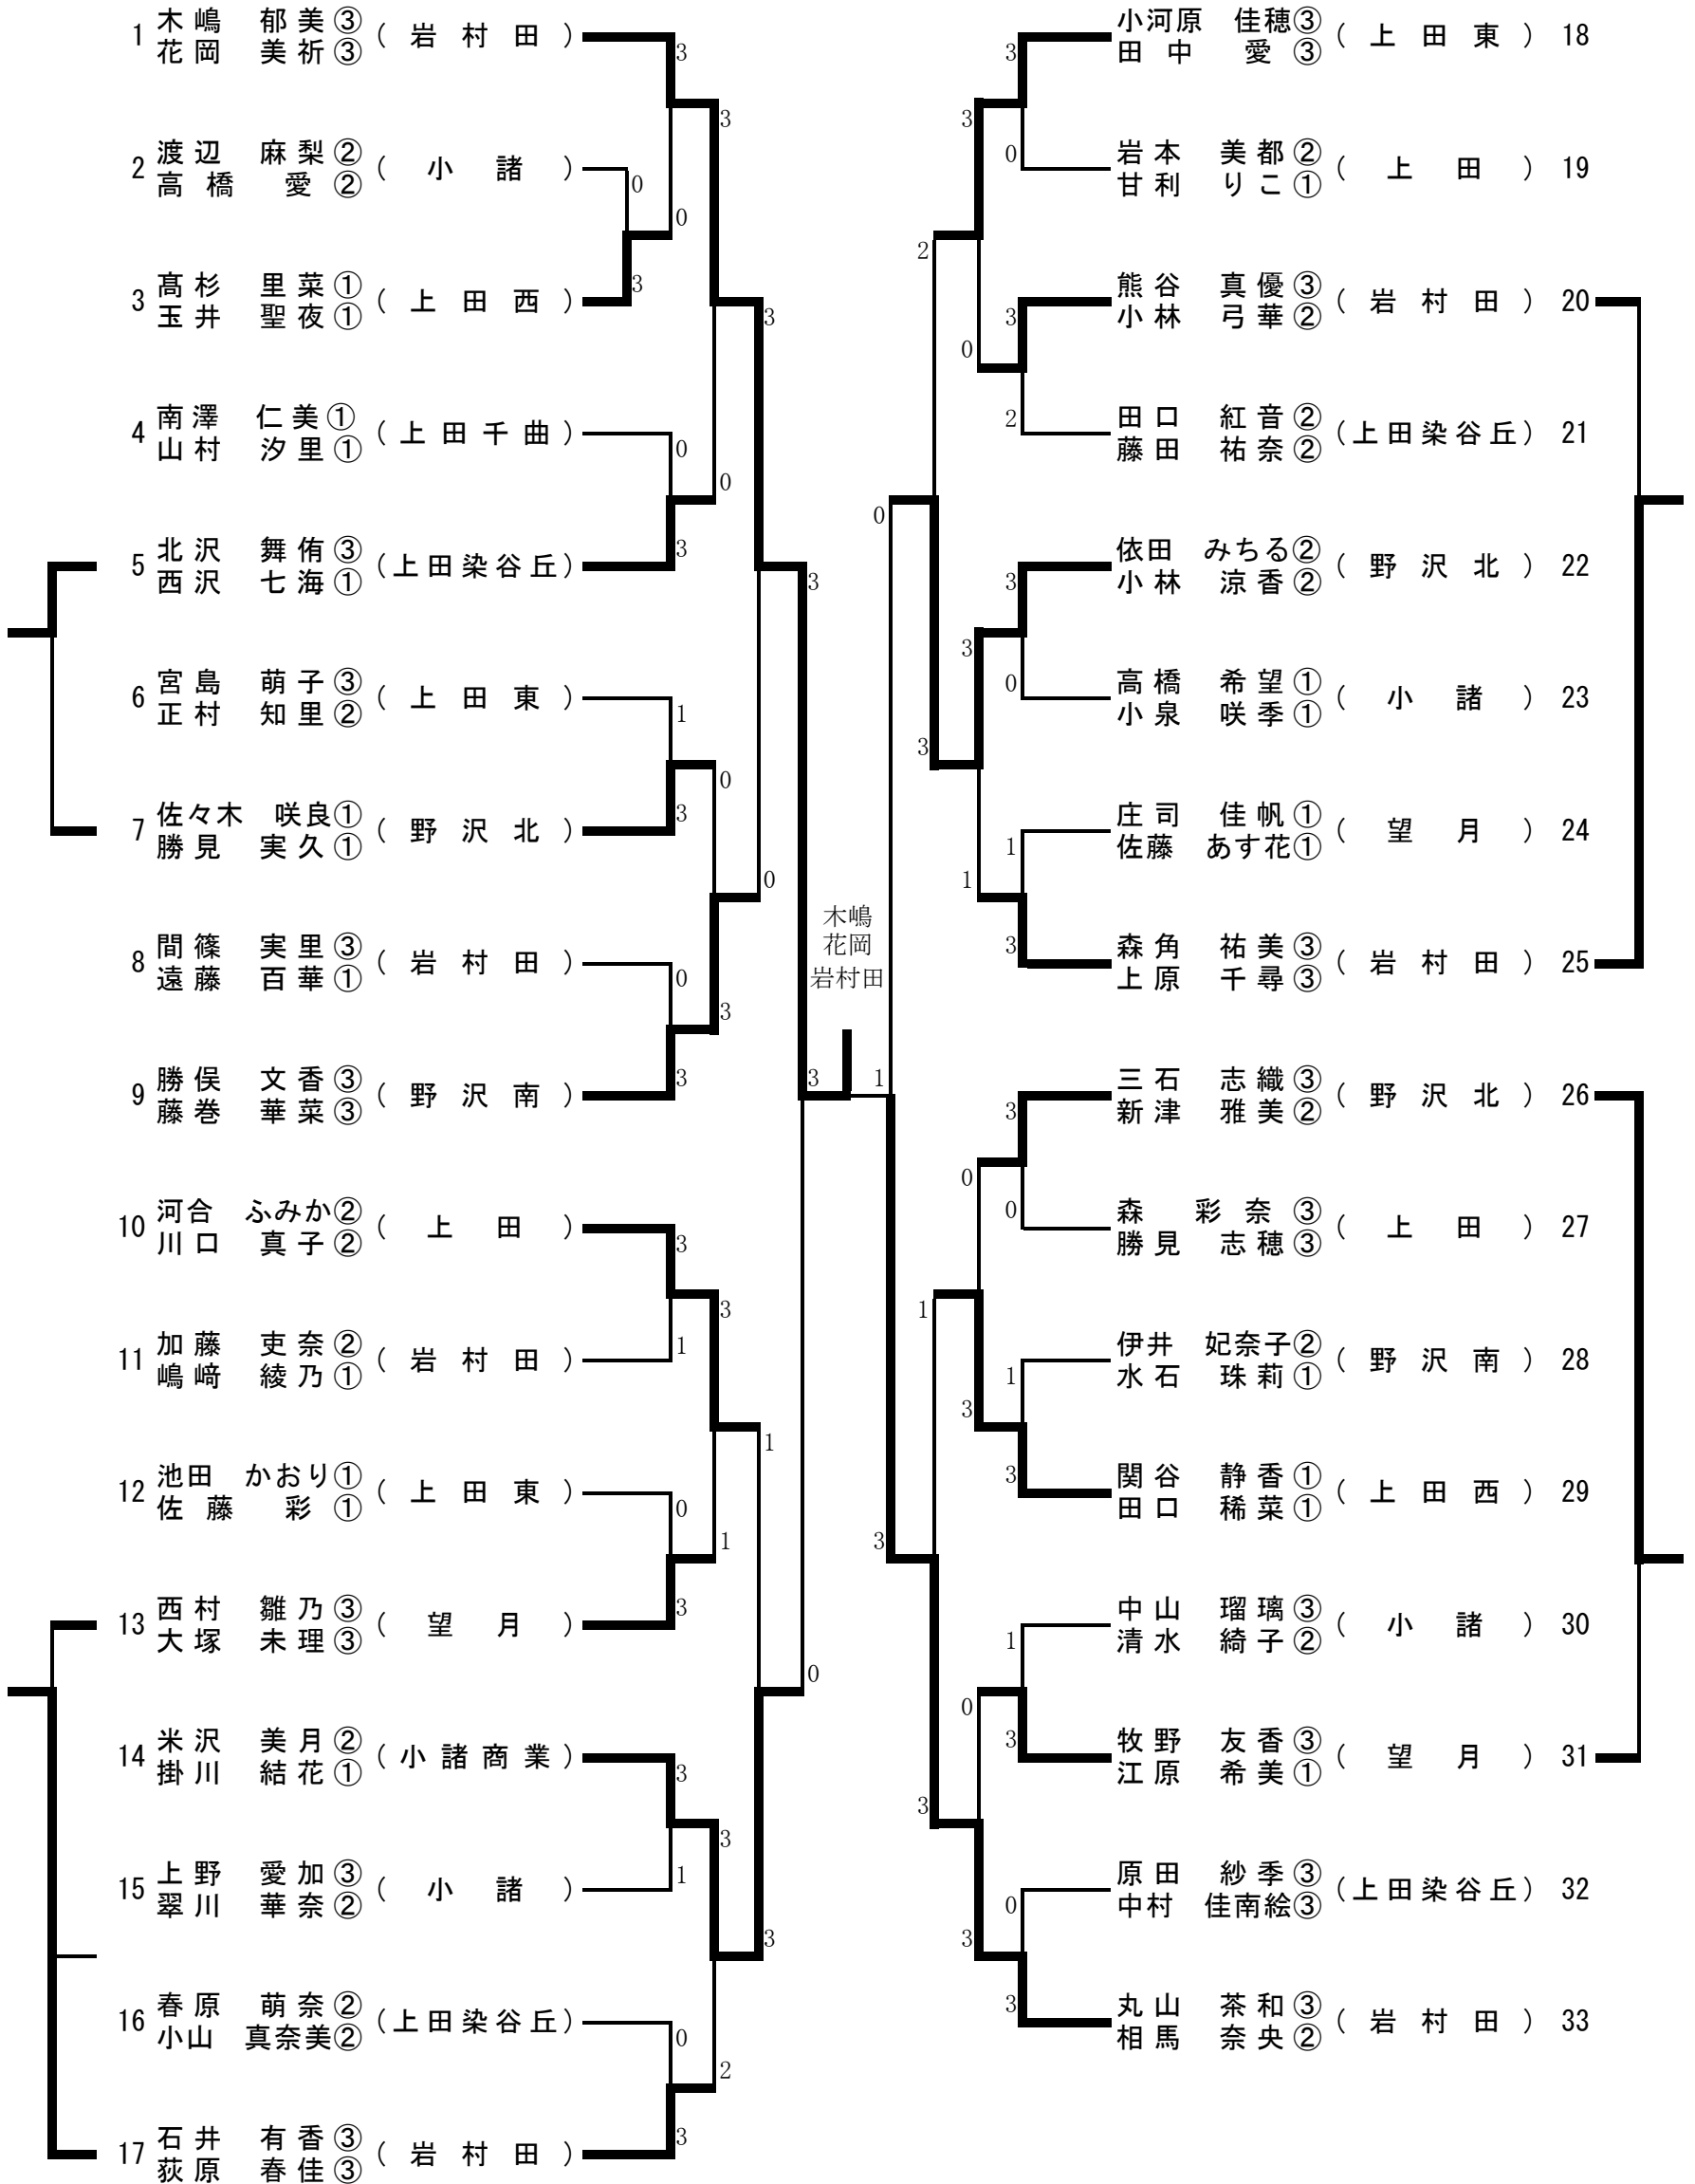 1 木嶋 郁美③ (岩村田)
花岡 美祈③
2 渡辺 麻梨② (小諸)
高橋 愛②
3 髙杉 里菜① (上田西)
玉井 聖夜①
4 南澤 仁美① (上田千曲)
山村 汐里①
5 北沢 舞侑③ (上田染谷丘)
西沢 七海①
6 宮島 萌子③ (上田東)
正村 知里②
7 佐々木 咲良① (野沢北)
勝見 実久①
8 間篠 実里③ (岩村田)
遠藤 百華①
9 勝俣 文香③ (野沢南)
藤巻 華菜③
10 河合 ふみか② (上田)
川口 真子②
11 加藤 吏奈② (岩村田)
嶋﨑 綾乃①
12 池田 かおり① (上田東)
佐藤 彩①
13 西村 雛乃③ (望月)
大塚 未理③
14 米沢 美月② (小諸商業)
掛川 結花①
15 上野 愛加③ (小諸)
翠川 華奈②
16 春原 萌奈② (上田染谷丘)
小山 真奈美②
17 石井 有香③ (岩村田)
荻原 春佳③
3
0
3
0
3
1
3
0
3
3
1
0
3
3
1
0
3
0
3
0
0
3
3
1
3
2
3
0
1
3
3
0
3
木嶋
花岡
岩村田
1
0
3
2
3
1
3
3
0
3
1
0
3
0
3
3
0
3
2
3
0
1
3
3
0
1
3
1
3
0
3
小河原 佳穂③ (上田東) 18
田中 愛③
岩本 美都② (上田) 19
甘利 りこ①
熊谷 真優③ (岩村田) 20
小林 弓華②
田口 紅音② (上田染谷丘) 21
藤田 祐奈②
依田 みちる② (野沢北) 22
小林 涼香②
高橋 希望① (小諸) 23
小泉 咲季①
庄司 佳帆① (望月) 24
佐藤 あす花①
森角 祐美③ (岩村田) 25
上原 千尋③
三石 志織③ (野沢北) 26
新津 雅美②
森 彩奈③ (上田) 27
勝見 志穂③
伊井 妃奈子② (野沢南) 28
水石 珠莉①
関谷 静香① (上田西) 29
田口 稀菜①
中山 瑠璃③ (小諸) 30
清水 綺子②
牧野 友香③ (望月) 31
江原 希美①
原田 紗季③ (上田染谷丘) 32
中村 佳南絵③
丸山 茶和③ (岩村田) 33
相馬 奈央②